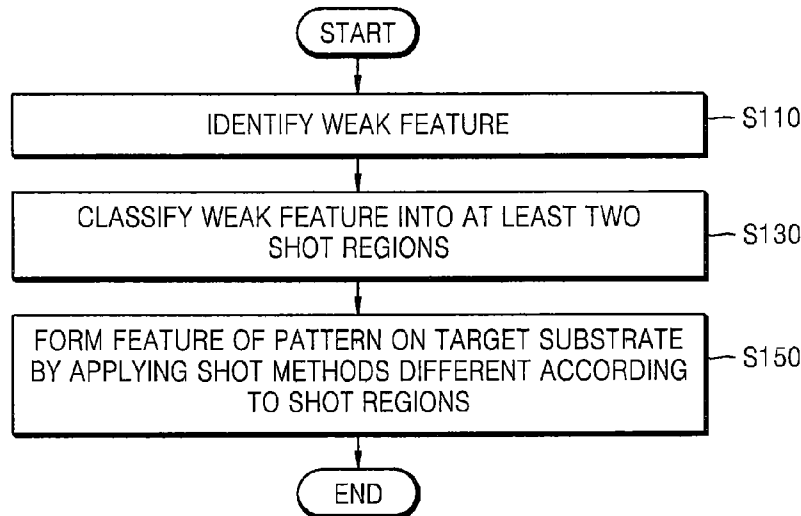 START
IDENTIFY WEAK FEATURE
S110
CLASSIFY WEAK FEATURE INTO AT LEAST TWO
SHOT REGIONS
S130
FORM FEATURE OF PATTERN ON TARGET SUBSTRATE
BY APPLYING SHOT METHODS DIFFERENT ACCORDING
TO SHOT REGIONS
S150
END